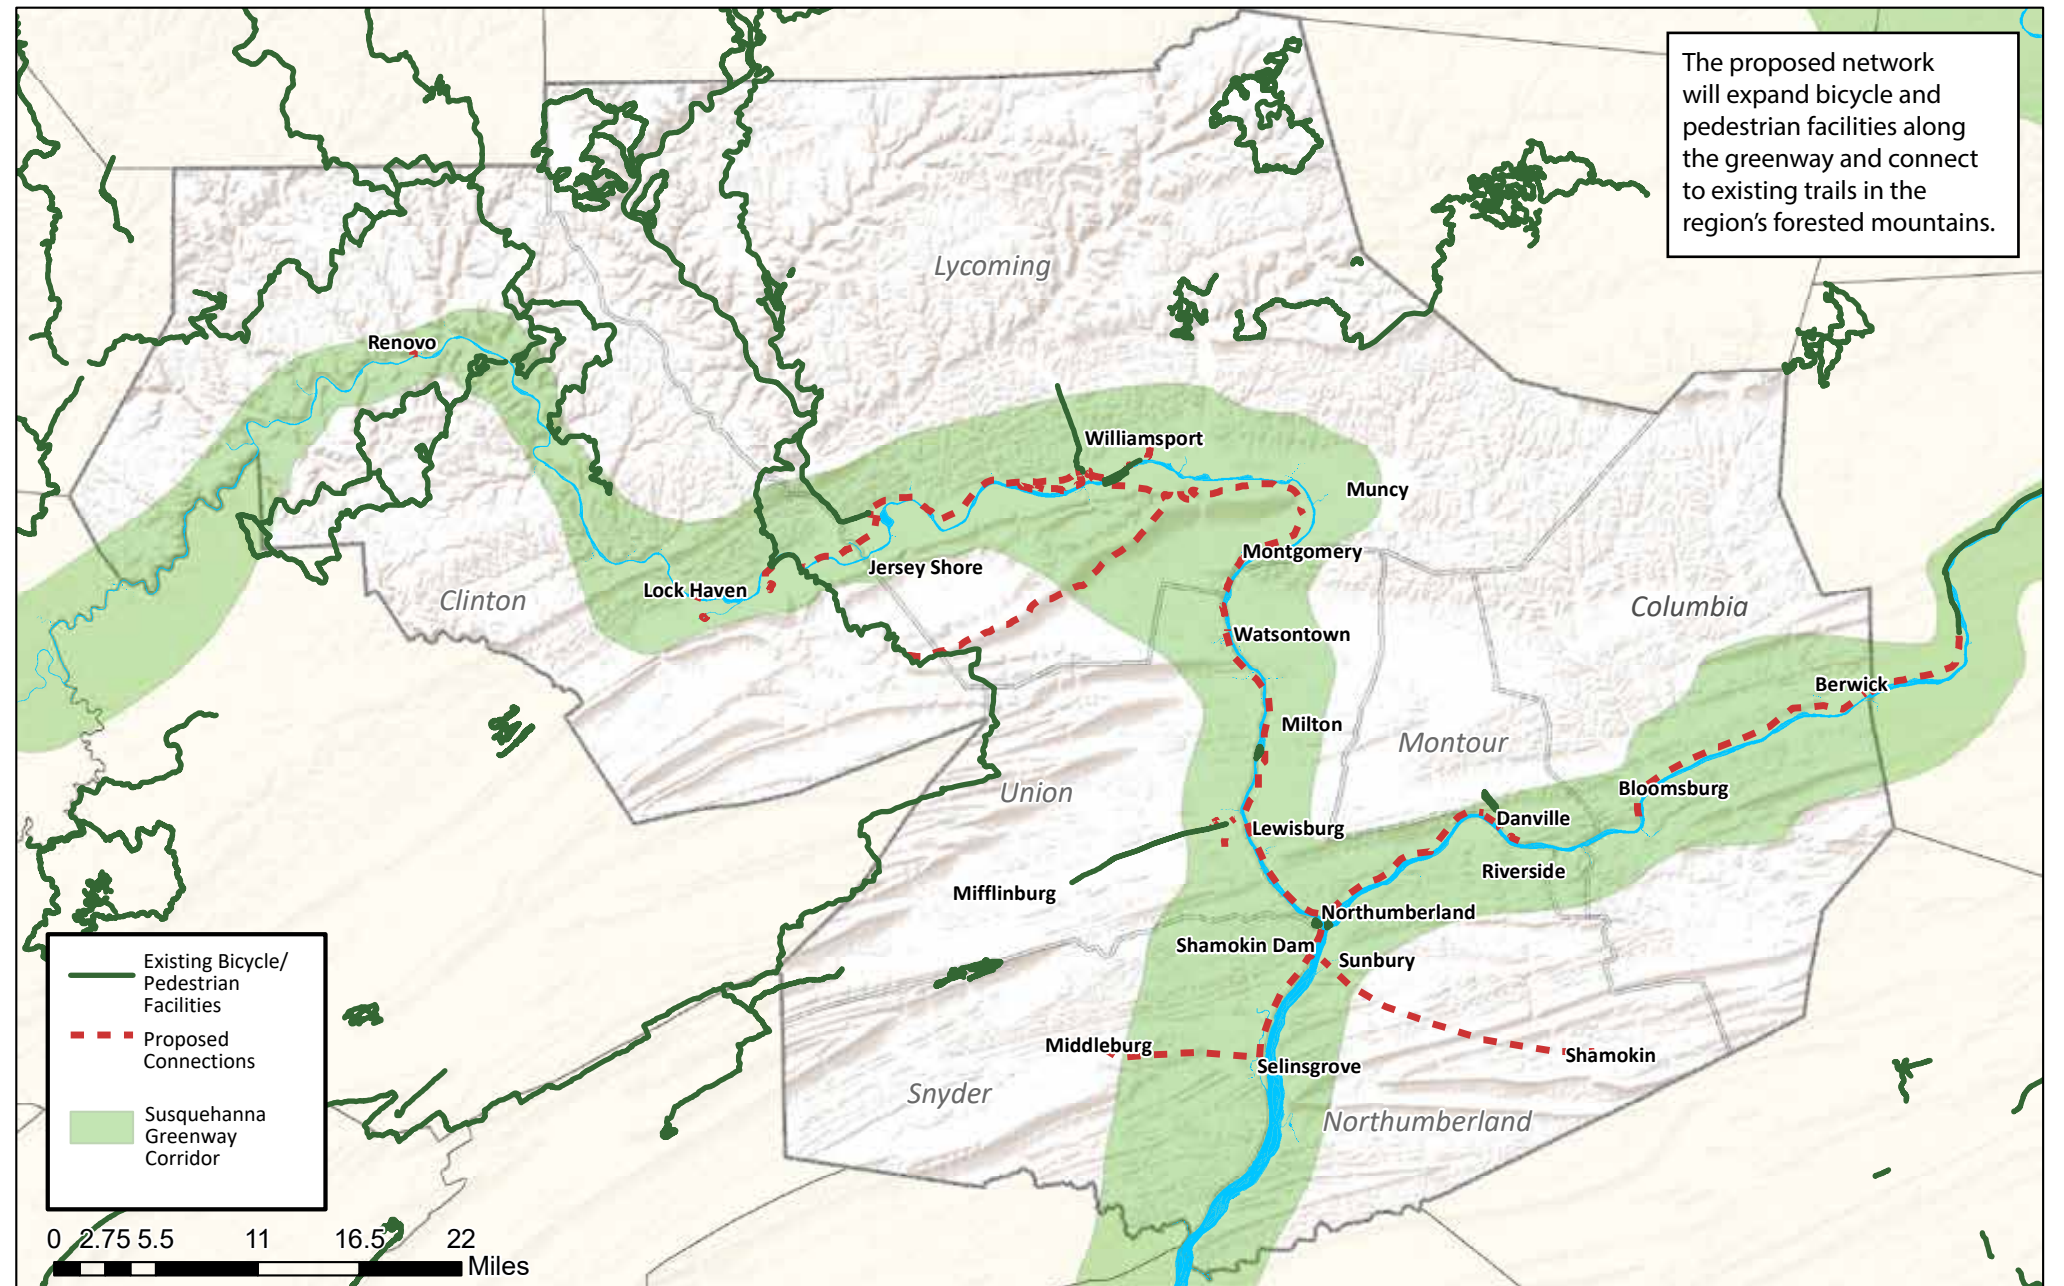 The proposed network
will expand bicycle and
pedestrian facilities along
the greenway and connect
to existing trails in the
region's forested mountains.
Lycoming
Renovo
Williamsport
Muncy
Montgomery
Jersey Shore
Lock Haven
Clinton
Columbia
Watsontown
Berwick
Milton
Montour
Union
Bloomsburg
Danville
Lewisburg
Riverside
Mifflinburg
Northumberland
Shamokin Dam
Sunbury
Middleburg
Shamokin
Selinsgrove
Snyder
Northumberland
Existing Bicycle/
Pedestrian
Facilities
Proposed
Connections
Susquehanna
Greenway
Corridor
0 2.75 5.5 11 16.5 22
Miles